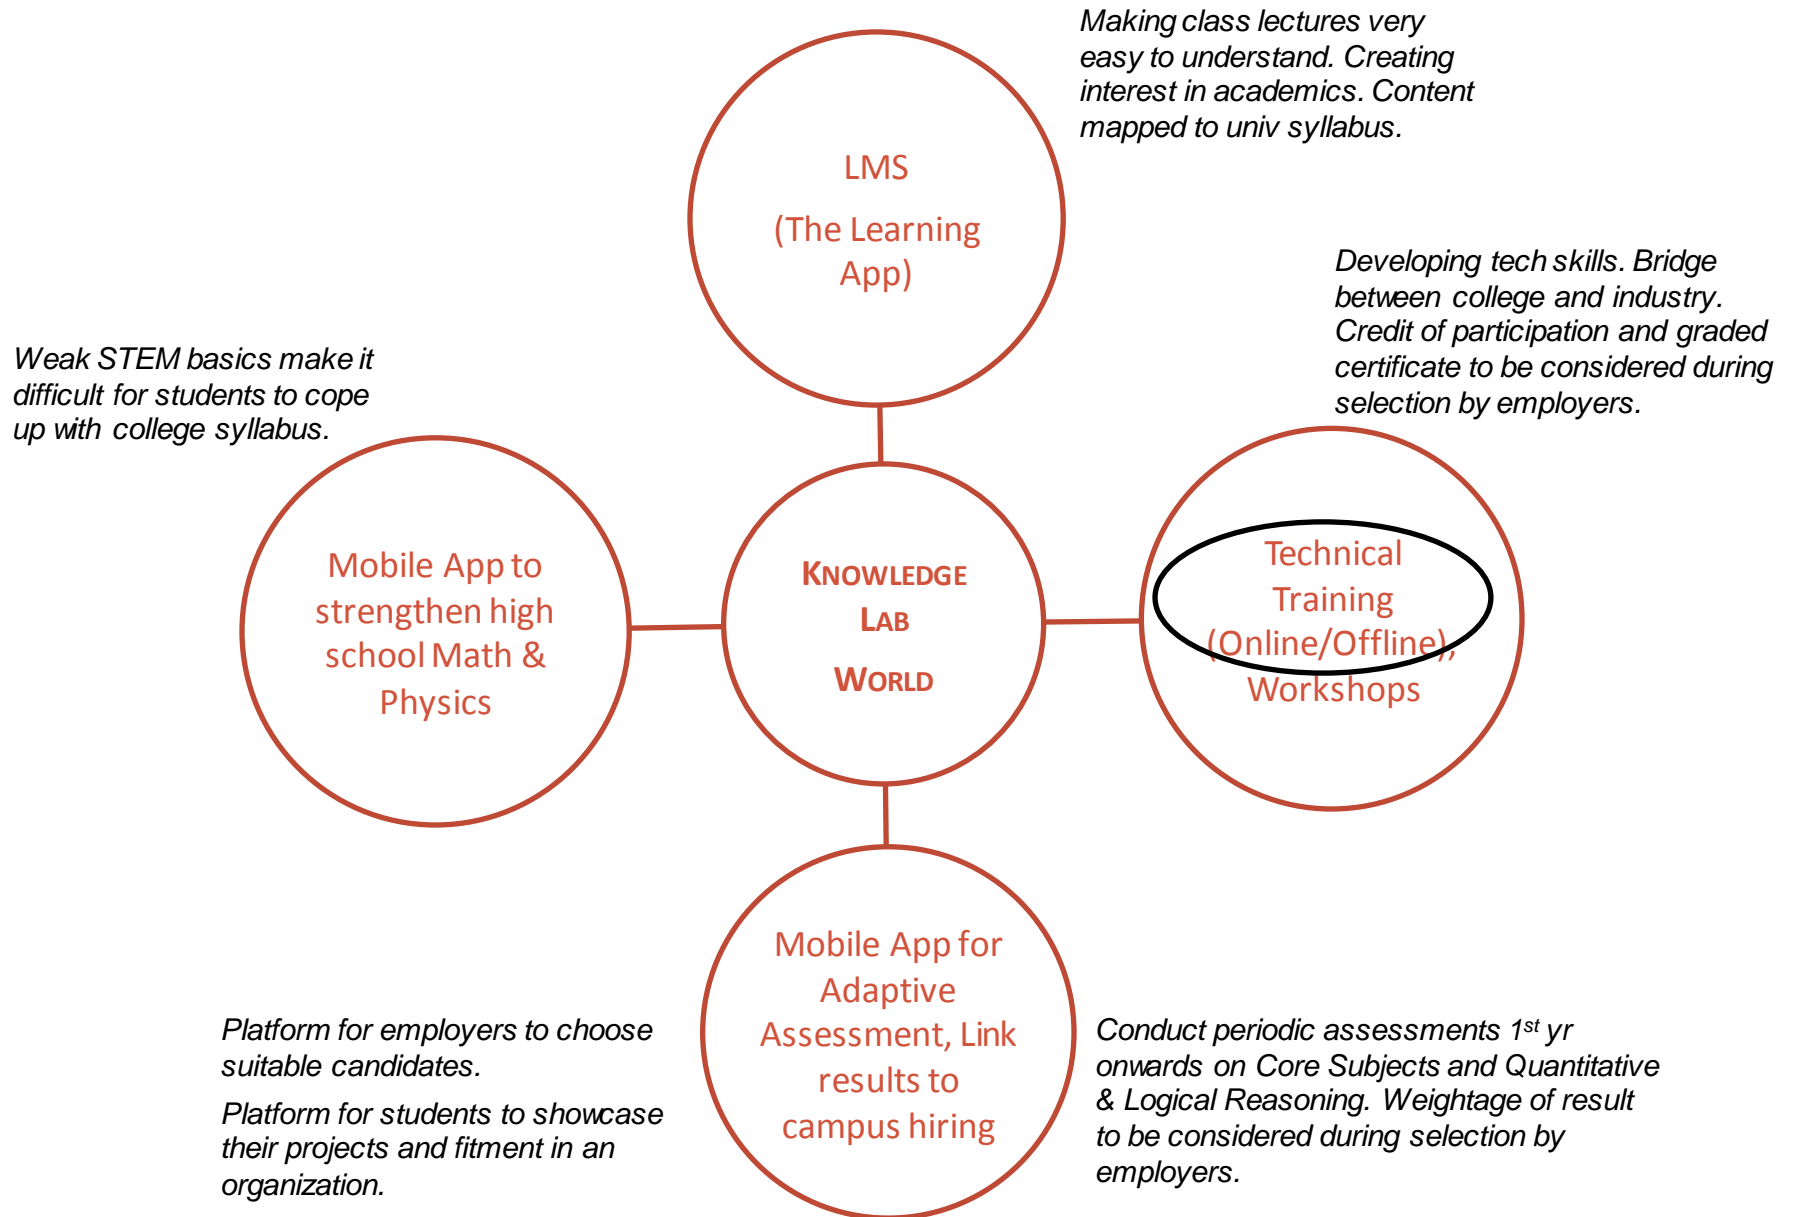 Making class lectures very
easy to understand. Creating
interest in academics. Content
mapped to univ syllabus.
LMS
(The Learning
App)
Developing tech skills. Bridge
between college and industry.
Credit of participation and graded
certificate to be considered during
selection by employers.
Weak STEM basics make it
difficult for students to cope
up with college syllabus.
Mobile App to
strengthen high
school Math &
Physics
KNOWLEDGE
LAB
WORLD
Technical
Training
(Online/Offline),
Workshops
Mobile App for
Adaptive
Assessment, Link
results to
campus hiring
Platform for employers to choose
suitable candidates.
Platform for students to showcase
their projects and fitment in an
organization.
Conduct periodic assessments 1st yr
onwards on Core Subjects and Quantitative
& Logical Reasoning. Weightage of result
to be considered during selection by
employers.